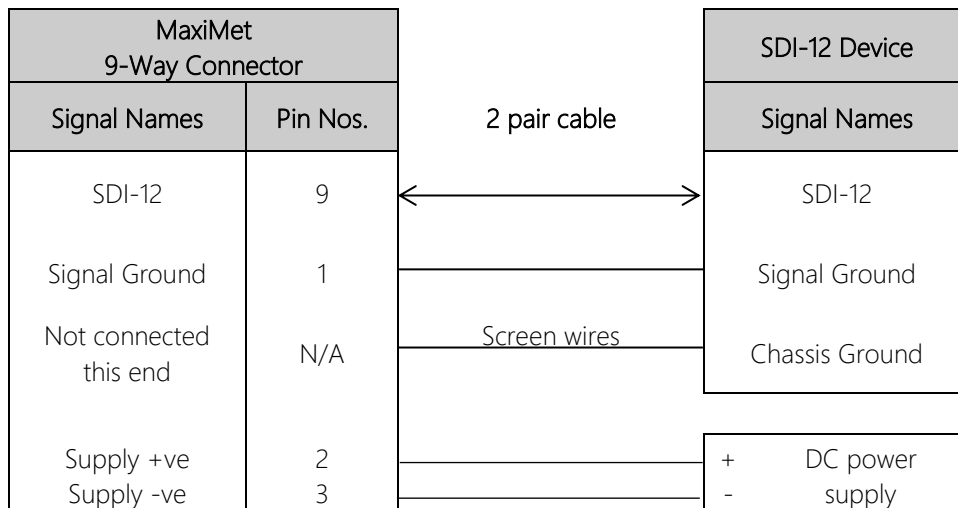 MaxiMet
9-Way Connector
SDI-12 Device
Signal Names Pin Nos. 2 pair cable Signal Names
SDI-12 9 SDI-12
Signal Ground 1 Signal Ground
Not connected
this end N/A Screen wires Chassis Ground
Supply +ve 2 + DC power
Supply -ve 3 - supply